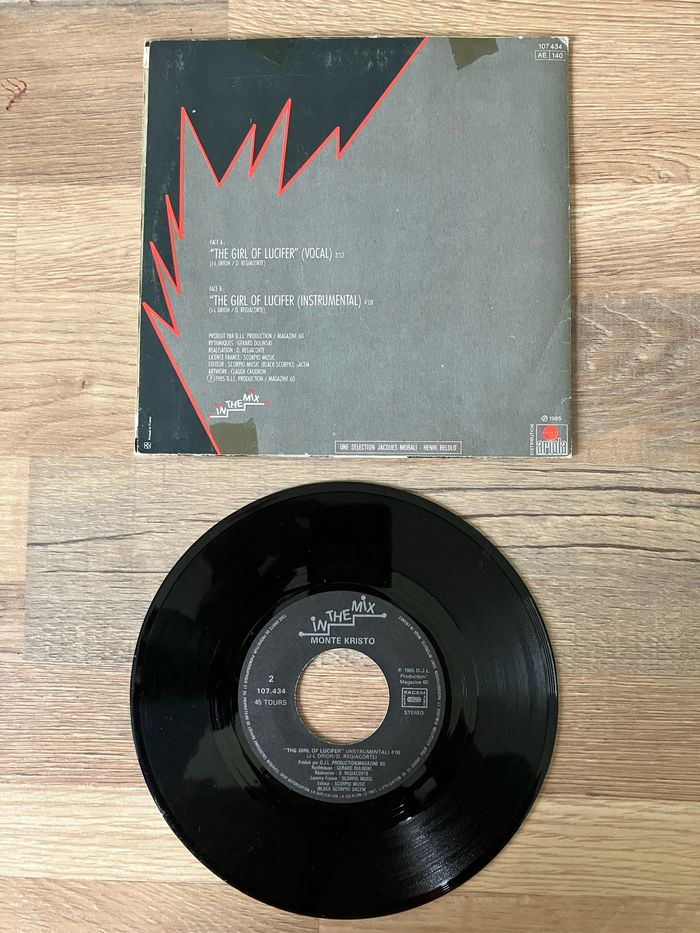 107 434
AE 140
FACE A :
"THE GIRL OF LUCIFER" (VOCAL) 3'52
(J-L ORION / D. REGIACORTE)
FACE B :
"THE GIRL OF LUCIFER (INSTRUMENTAL) 4'08
(J-L ORION / D. REGIACORTE)
PRODUIT PAR D.J.L. PRODUCTION / MAGAZINE 60
RYTHMIQUES : GERARD DULINSKI
REALISATION : D. REGIACORTE
LICENCE FRANCE : SCORPIO MUSIC
EDITEUR : SCORPIO MUSIC (BLACK SCORPIO) SACEM
ARTWORK : CLAUDE CAUDRON
Ⓟ 1985 D.J.L. PRODUCTION / MAGAZINE 60
IN THE MIX
UNE SELECTION JACQUES MORALI - HENRI BELOLO
Ⓟ 1985
DISTRIBUTION
ariola
IN THE MIX
MONTE KRISTO
2
107.434
45 TOURS
Ⓟ 1985 D.J.L.
Production/
Magazine 60
SACEM
STÉRÉO
"THE GIRL OF LUCIFER" (INSTRUMENTAL) 4'08
(J-L ORION/D. REGIACORTE)
Produit par D.J.L. PRODUCTION/MAGAZINE 60
Rythmiques : GERARD DULINSKI
Réalisation : D. REGIACORTE
Licence France : SCORPIO MUSIC
Editeur : SCORPIO MUSIC
(BLACK SCORPIO) SACEM